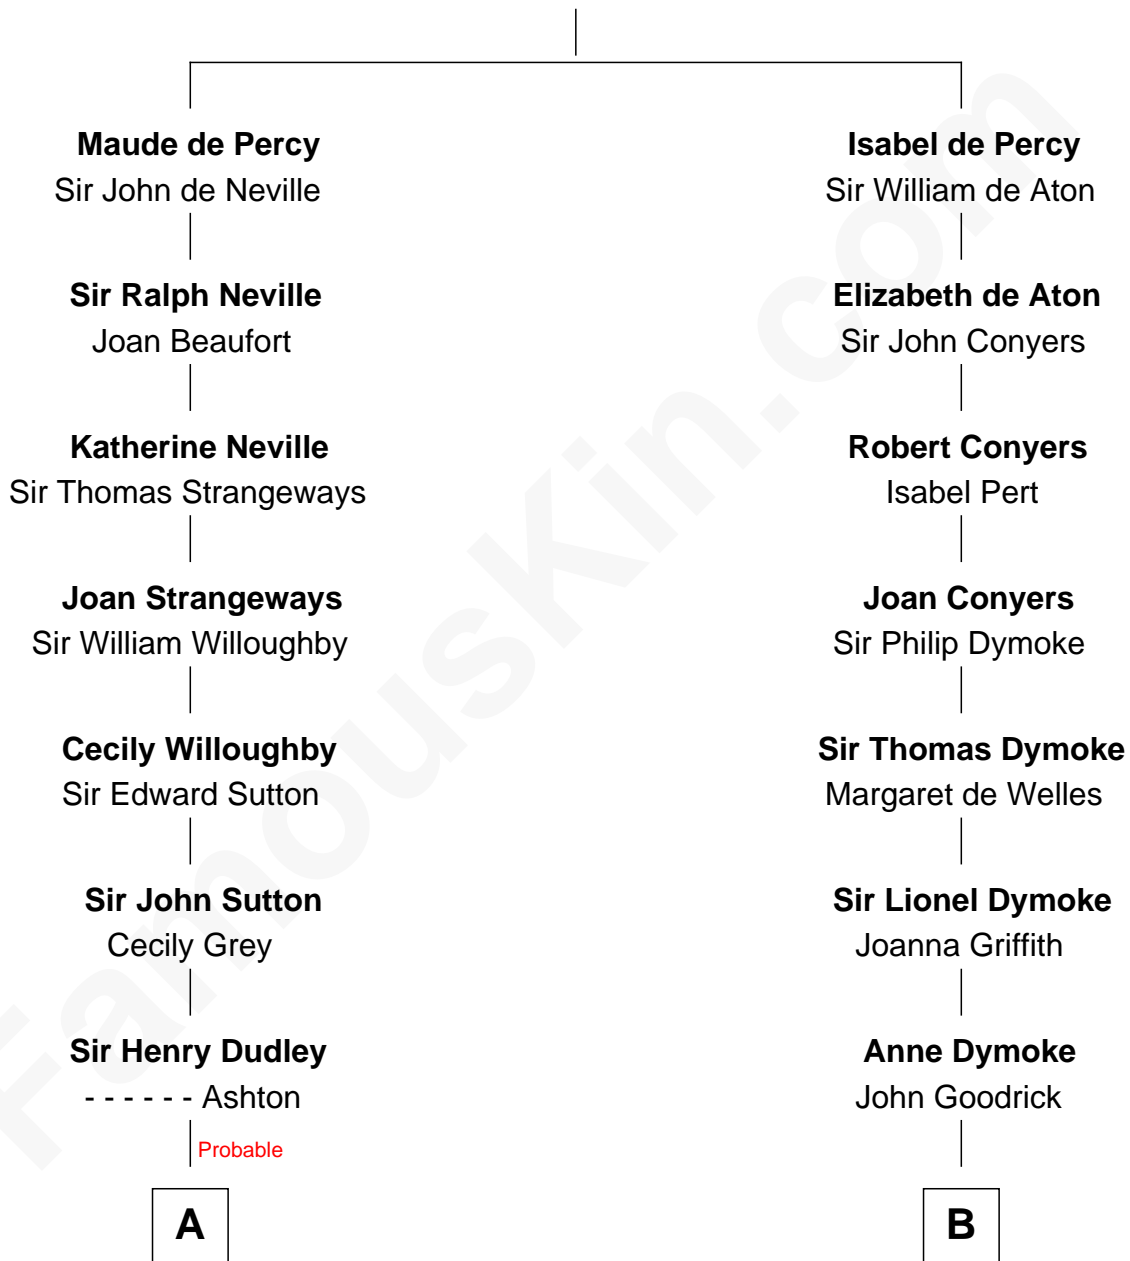 Maude de Percy
Sir John de Neville
Isabel de Percy
Sir William de Aton
Sir Ralph Neville
Joan Beaufort
Elizabeth de Aton
Sir John Conyers
Katherine Neville
Sir Thomas Strangeways
Robert Conyers
Isabel Pert
Joan Strangeways
Sir William Willoughby
Joan Conyers
Sir Philip Dymoke
Cecily Willoughby
Sir Edward Sutton
Sir Thomas Dymoke
Margaret de Welles
Sir John Sutton
Cecily Grey
Sir Lionel Dymoke
Joanna Griffith
Sir Henry Dudley
- - - - - - Ashton
Anne Dymoke
John Goodrick
Probable
A
B
FamousKin.com